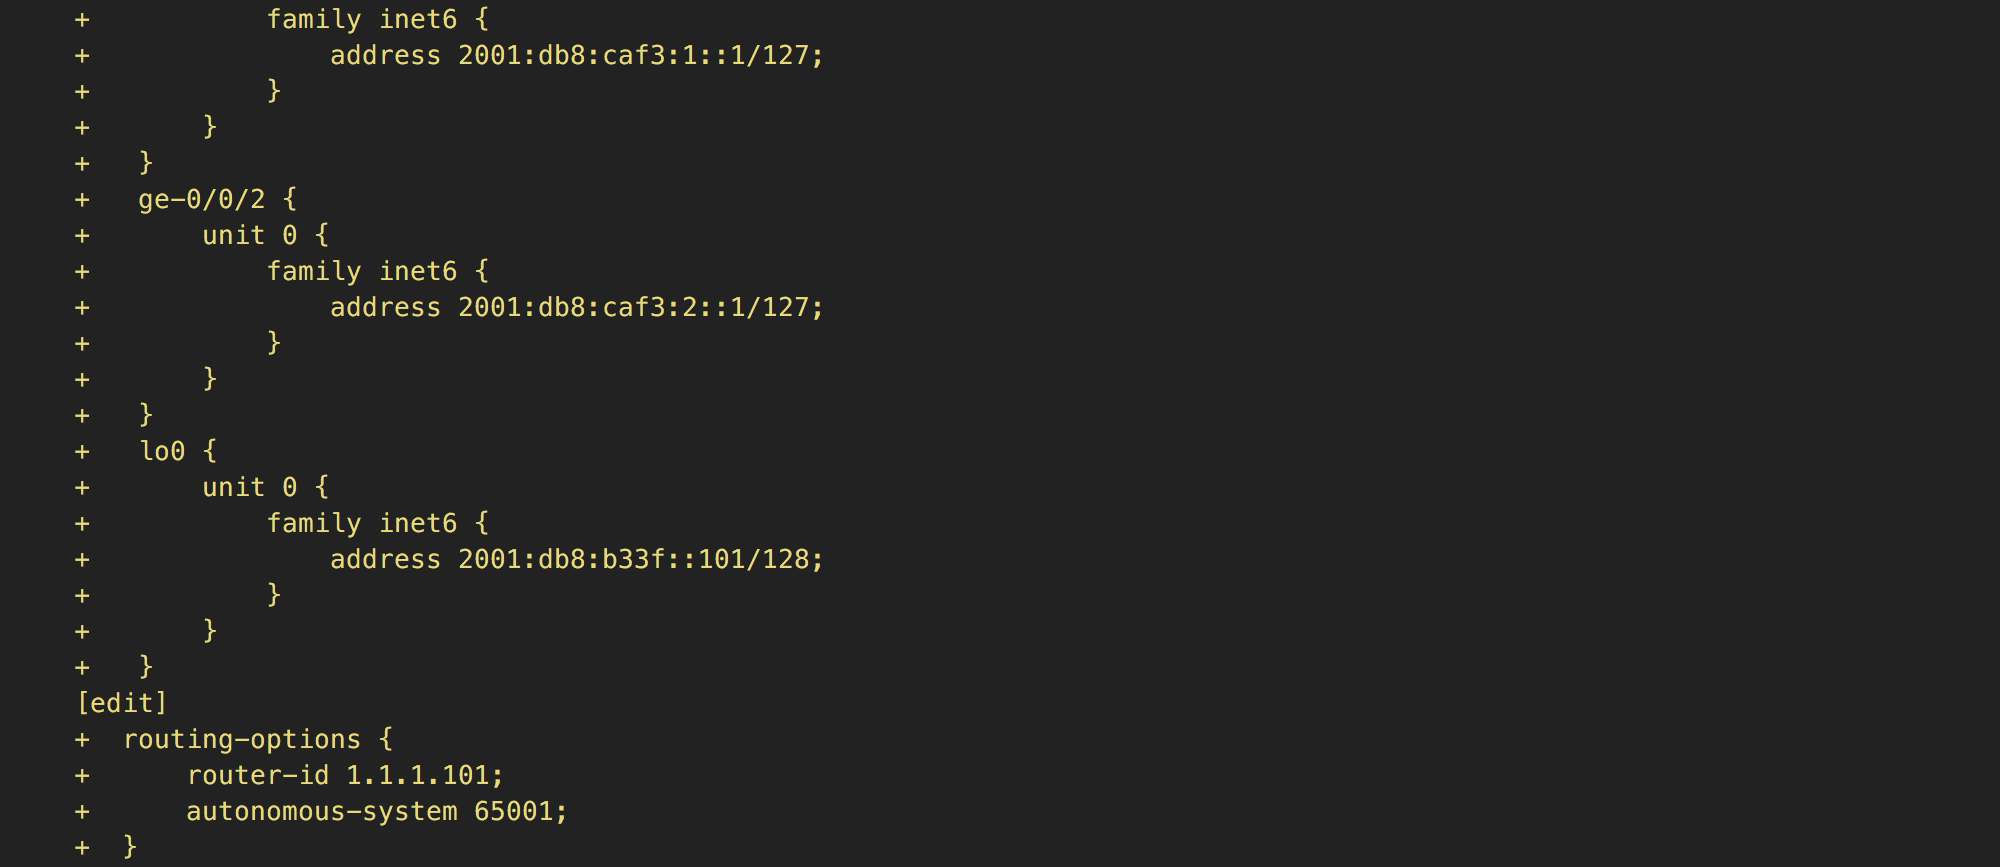 +           family inet6 {
+               address 2001:db8:caf3:1::1/127;
+           }
+       }
+   }
+   ge-0/0/2 {
+       unit 0 {
+           family inet6 {
+               address 2001:db8:caf3:2::1/127;
+           }
+       }
+   }
+   lo0 {
+       unit 0 {
+           family inet6 {
+               address 2001:db8:b33f::101/128;
+           }
+       }
+   }
[edit]
+  routing-options {
+      router-id 1.1.1.101;
+      autonomous-system 65001;
+  }